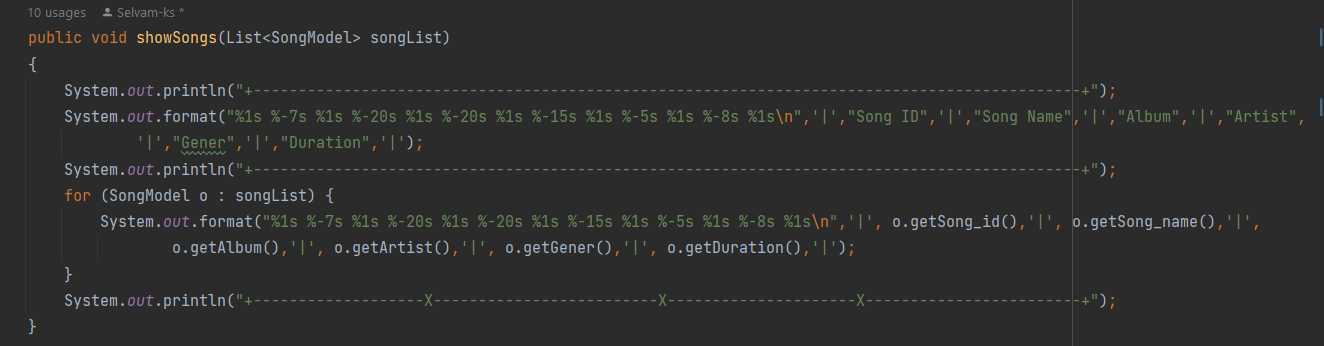 10 usages Selvam-ks *
public void showSongs(List<SongModel> songList)
{
System.out.println("+--------------------------------------------------------------------------------------------+");
System.out.format("%1s %-7s %1s %-20s %1s %-20s %1s %-15s %1s %-5s %1s %-8s %1s\n",'|',"Song ID",'|',"Song Name",'|',"Album",'|',"Artist",
'|',"Gener",'|',"Duration",'|');
System.out.println("+--------------------------------------------------------------------------------------------+");
for (SongModel o : songList) {
System.out.format("%1s %-7s %1s %-20s %1s %-20s %1s %-15s %1s %-5s %1s %-8s %1s\n",'|', o.getSong_id(),'|', o.getSong_name(),'|',
o.getAlbum(),'|', o.getArtist(),'|', o.getGener(),'|', o.getDuration(),'|');
}
System.out.println("+-------------------X-------------------------X---------------------X------------------------+");
}